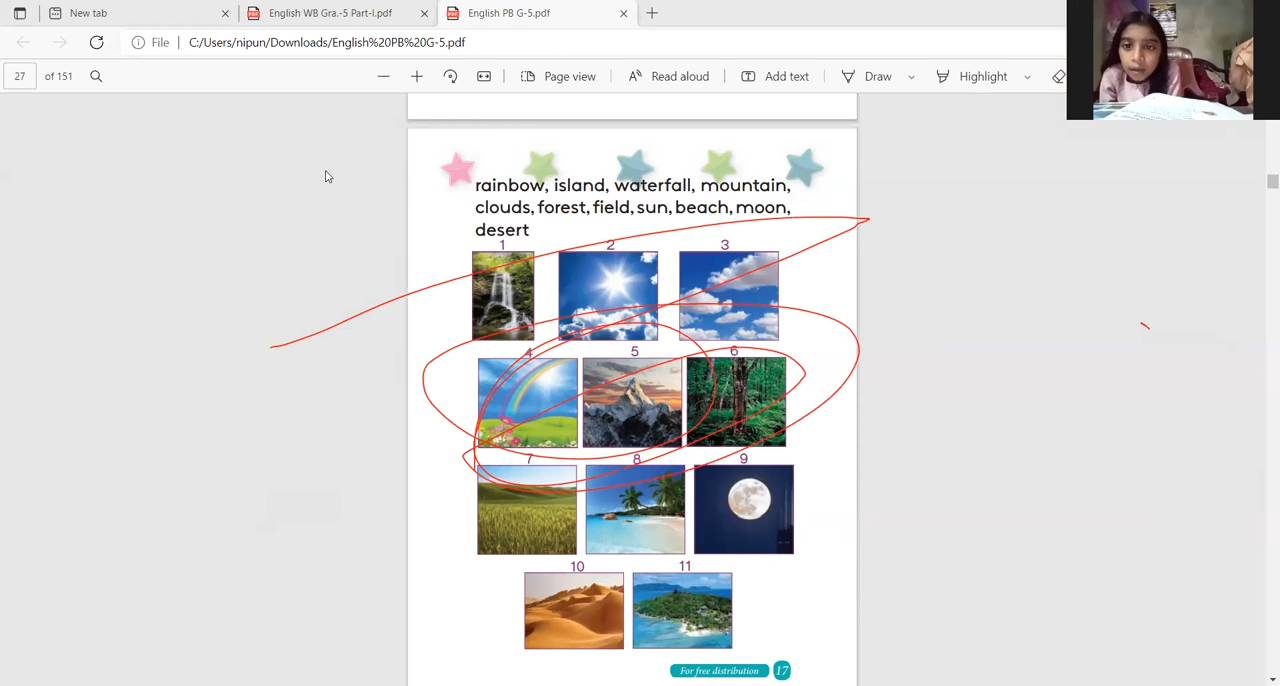 New tab
English WB Gra.-5 Part-I.pdf
English PB G-5.pdf
File
C:/Users/nipun/Downloads/English%20PB%20G-5.pdf
27 of 151
Page view
Read aloud
Add text
Draw
Highlight
rainbow, island, waterfall, mountain,
clouds, forest, field, sun, beach, moon,
desert
1 2 3
4 5 6
7 8 9
10 11
For free distribution 17